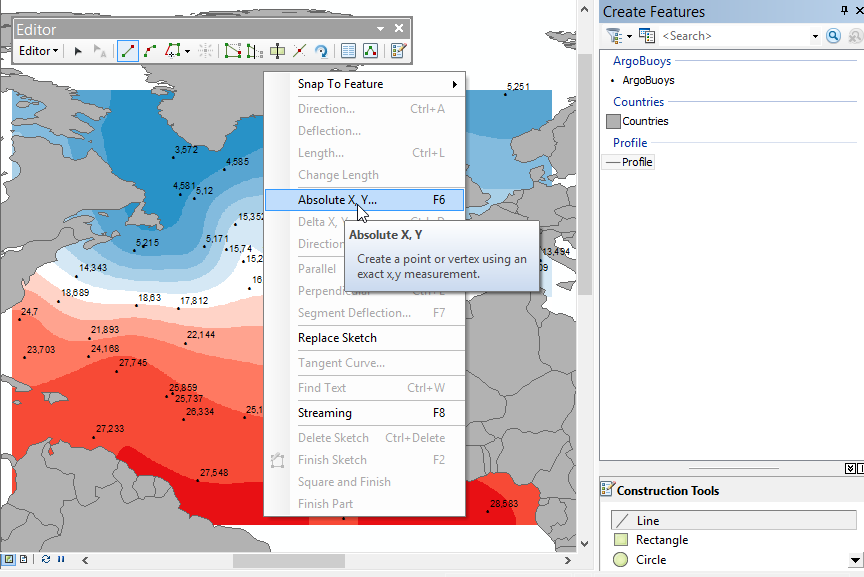 Editor
Editor
Snap To Feature
Direction... Ctrl+A
Deflection...
Length... Ctrl+L
Change Length
Absolute X, Y... F6
Delta X, Y
Direction
Parallel
Segment Deflection... F7
Replace Sketch
Tangent Curve...
Find Text Ctrl+W
Streaming F8
Delete Sketch Ctrl+Delete
Finish Sketch F2
Square and Finish
Finish Part
Absolute X, Y
Create a point or vertex using an
exact x,y measurement.
5,251
3,572
4,585
4,581
5,12
15,352
5,215
5,171
15,74
15,2
14,343
16
18,689
18,63
17,812
24,7
21,893
22,144
23,703
24,168
27,745
25,859
25,737
26,334
25,1
27,233
27,548
28,583
13,494
09
Create Features
<Search>
ArgoBuoys
ArgoBuoys
Countries
Countries
Profile
Profile
Construction Tools
Line
Rectangle
Circle